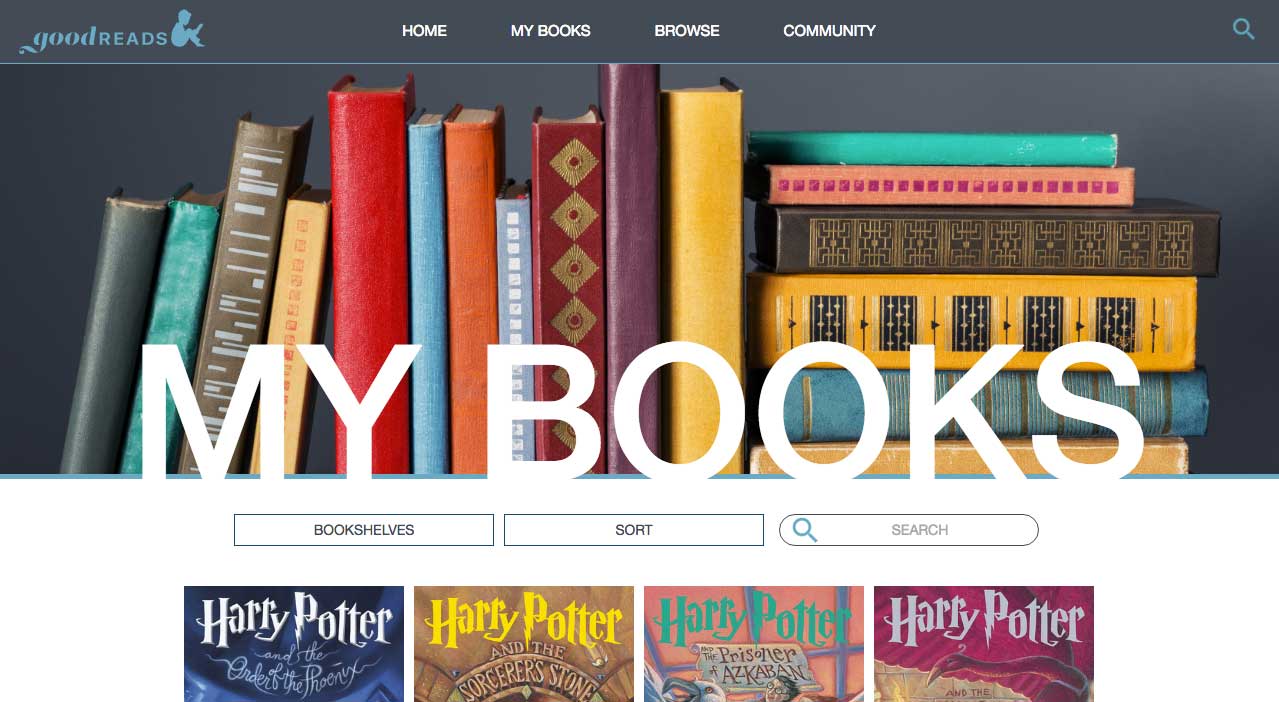 goodREADS
HOME
MY BOOKS
BROWSE
COMMUNITY
MY BOOKS
BOOKSHELVES
SORT
SEARCH
Harry Potter
and the
Order of the Phoenix
Harry Potter
AND THE
SORCERER'S STONE
Harry Potter
AND THE
Prisoner
of AZKABAN
Harry Potter
AND THE